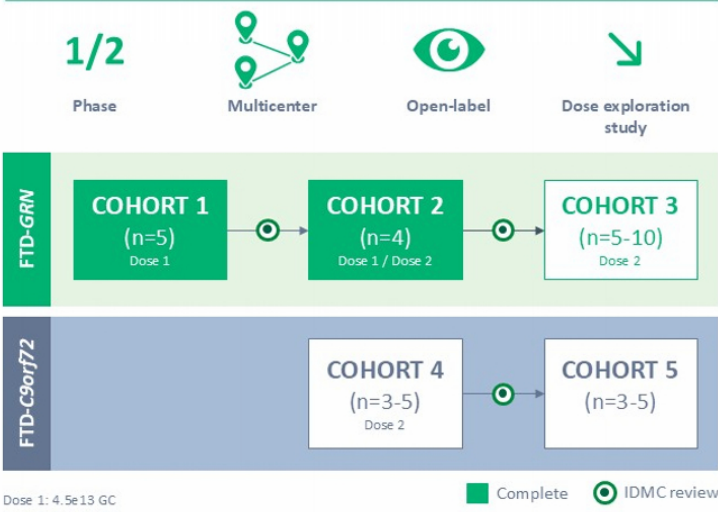 1/2
Phase
Multicenter
Open-label
Dose exploration
study
FTD-GRN
COHORT 1
(n=5)
Dose 1
COHORT 2
(n=4)
Dose 1 / Dose 2
COHORT 3
(n=5-10)
Dose 2
FTD-C9orf72
COHORT 4
(n=3-5)
Dose 2
COHORT 5
(n=3-5)
Dose 1: 4.5e13 GC
Complete
IDMC review